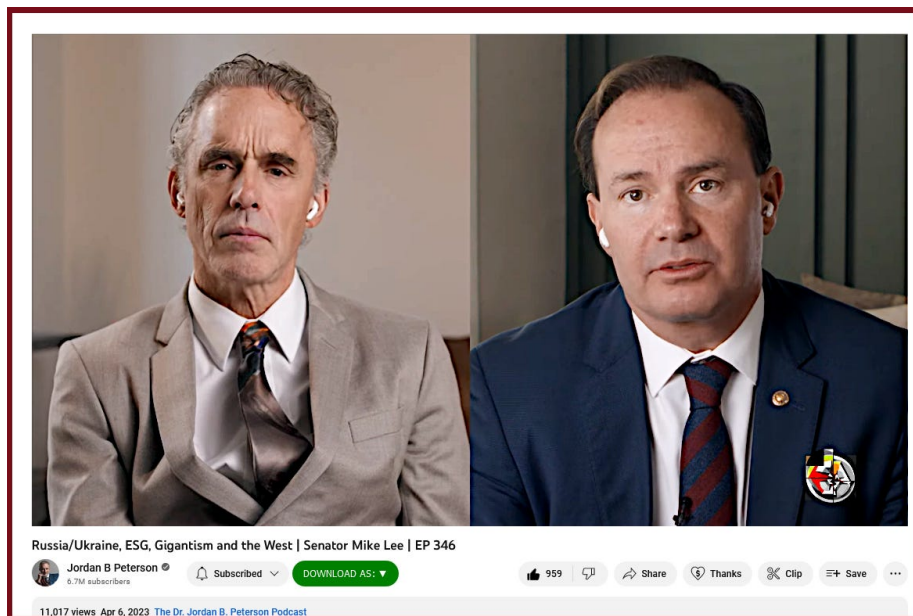 Russia/Ukraine, ESG, Gigantism and the West | Senator Mike Lee | EP 346
Jordan B Peterson
6.7M subscribers
Subscribed
DOWNLOAD AS: ▼
959
Share
Thanks
Clip
Save
11,017 views Apr 6, 2023 The Dr. Jordan B. Peterson Podcast